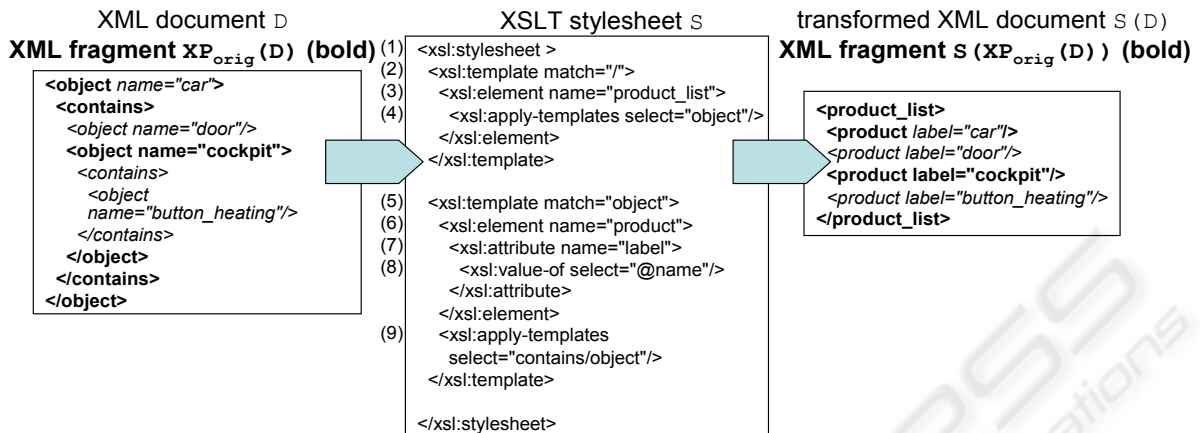 XML document D
XML fragment XPorig(D) (bold)
<object name="car">
<contains>
<object name="door"/>
<object name="cockpit">
<contains>
<object
name="button_heating"/>
</contains>
</object>
</contains>
</object>
XSLT stylesheet S
(1) <xsl:stylesheet >
(2) <xsl:template match="/">
(3) <xsl:element name="product_list">
(4) <xsl:apply-templates select="object"/>
</xsl:element>
</xsl:template>
(5) <xsl:template match="object">
(6) <xsl:element name="product">
(7) <xsl:attribute name="label">
(8) <xsl:value-of select="@name"/>
</xsl:attribute>
</xsl:element>
(9) <xsl:apply-templates
select="contains/object"/>
</xsl:template>
</xsl:stylesheet>
transformed XML document S(D)
XML fragment S(XPorig(D)) (bold)
<product_list>
<product label="car"/>
<product label="door"/>
<product label="cockpit"/>
<product label="button_heating"/>
</product_list>